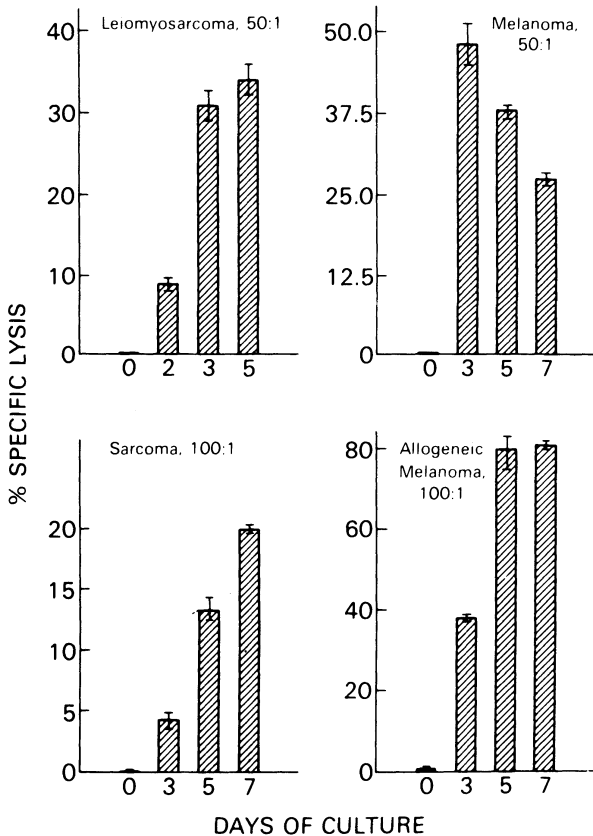 Leiomyosarcoma, 50:1
40
30
20
10
0
0 2 3 5
Melanoma,
50:1
50.0
37.5
25.0
12.5
0
0 3 5 7
% SPECIFIC LYSIS
Sarcoma, 100:1
20
15
10
5
0
0 3 5 7
Allogeneic
Melanoma,
100:1
80
60
40
20
0
0 3 5 7
DAYS OF CULTURE